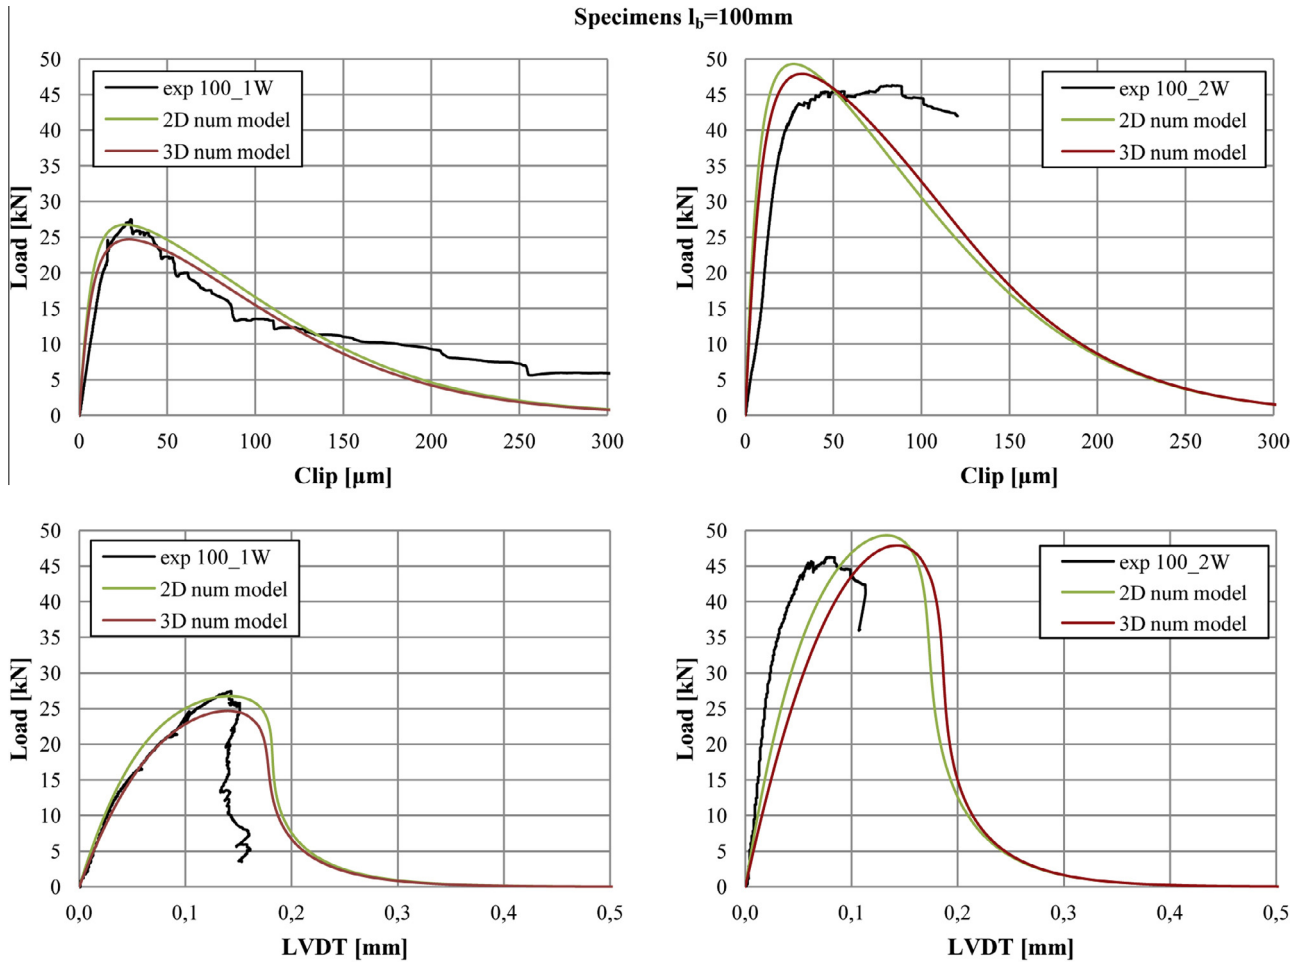 Specimens l_b=100mm
Load [kN]
50
45
40
35
30
25
20
15
10
5
0
exp 100_1W
2D num model
3D num model
0 50 100 150 200 250 300
Clip [µm]
Load [kN]
50
45
40
35
30
25
20
15
10
5
0
exp 100_2W
2D num model
3D num model
0 50 100 150 200 250 300
Clip [µm]
Load [kN]
50
45
40
35
30
25
20
15
10
5
0
exp 100_1W
2D num model
3D num model
0,0 0,1 0,2 0,3 0,4 0,5
LVDT [mm]
Load [kN]
50
45
40
35
30
25
20
15
10
5
0
exp 100_2W
2D num model
3D num model
0,0 0,1 0,2 0,3 0,4 0,5
LVDT [mm]